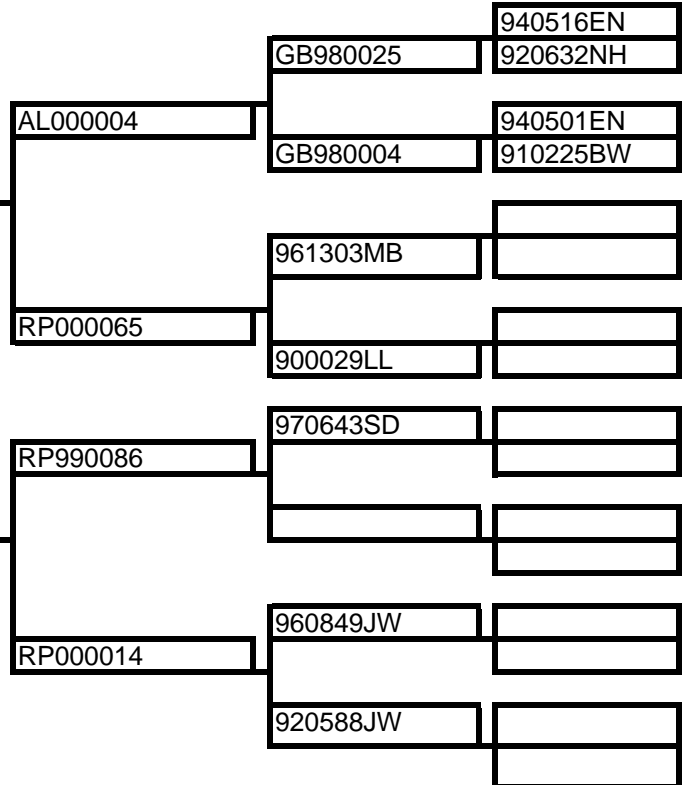 940516EN
GB980025
920632NH
AL000004
940501EN
GB980004
910225BW
961303MB
RP000065
900029LL
970643SD
RP990086
960849JW
RP000014
920588JW